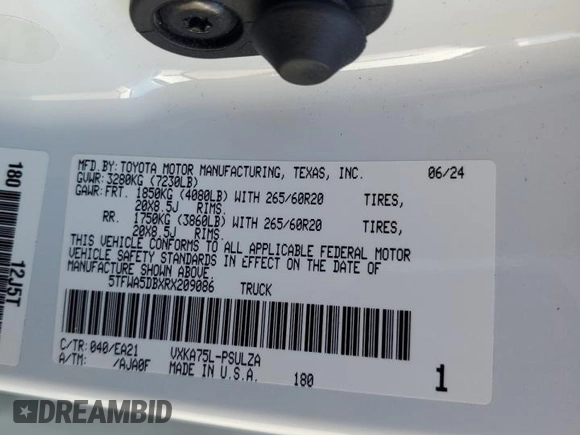 MFD.BY: TOYOTA MOTOR MANUFACTURING, TEXAS, INC. 06/24
GVWR: 3280KG (7230LB)
GAWR: FRT. 1850KG (4080LB) WITH 265/60R20 TIRES,
20X8.5J RIMS.
RR. 1750KG (3860LB) WITH 265/60R20 TIRES,
20X8.5J RIMS.
THIS VEHICLE CONFORMS TO ALL APPLICABLE FEDERAL MOTOR
VEHICLE SAFETY STANDARDS IN EFFECT ON THE DATE OF
MANUFACTURE SHOWN ABOVE.
5TFWA5DBXRX209086 TRUCK
C/TR: 040/EA21 VXKA75L-PSULZA
A/TM: /AJA0F MADE IN U.S.A. 180
1
180 12J5T
DREAMBID